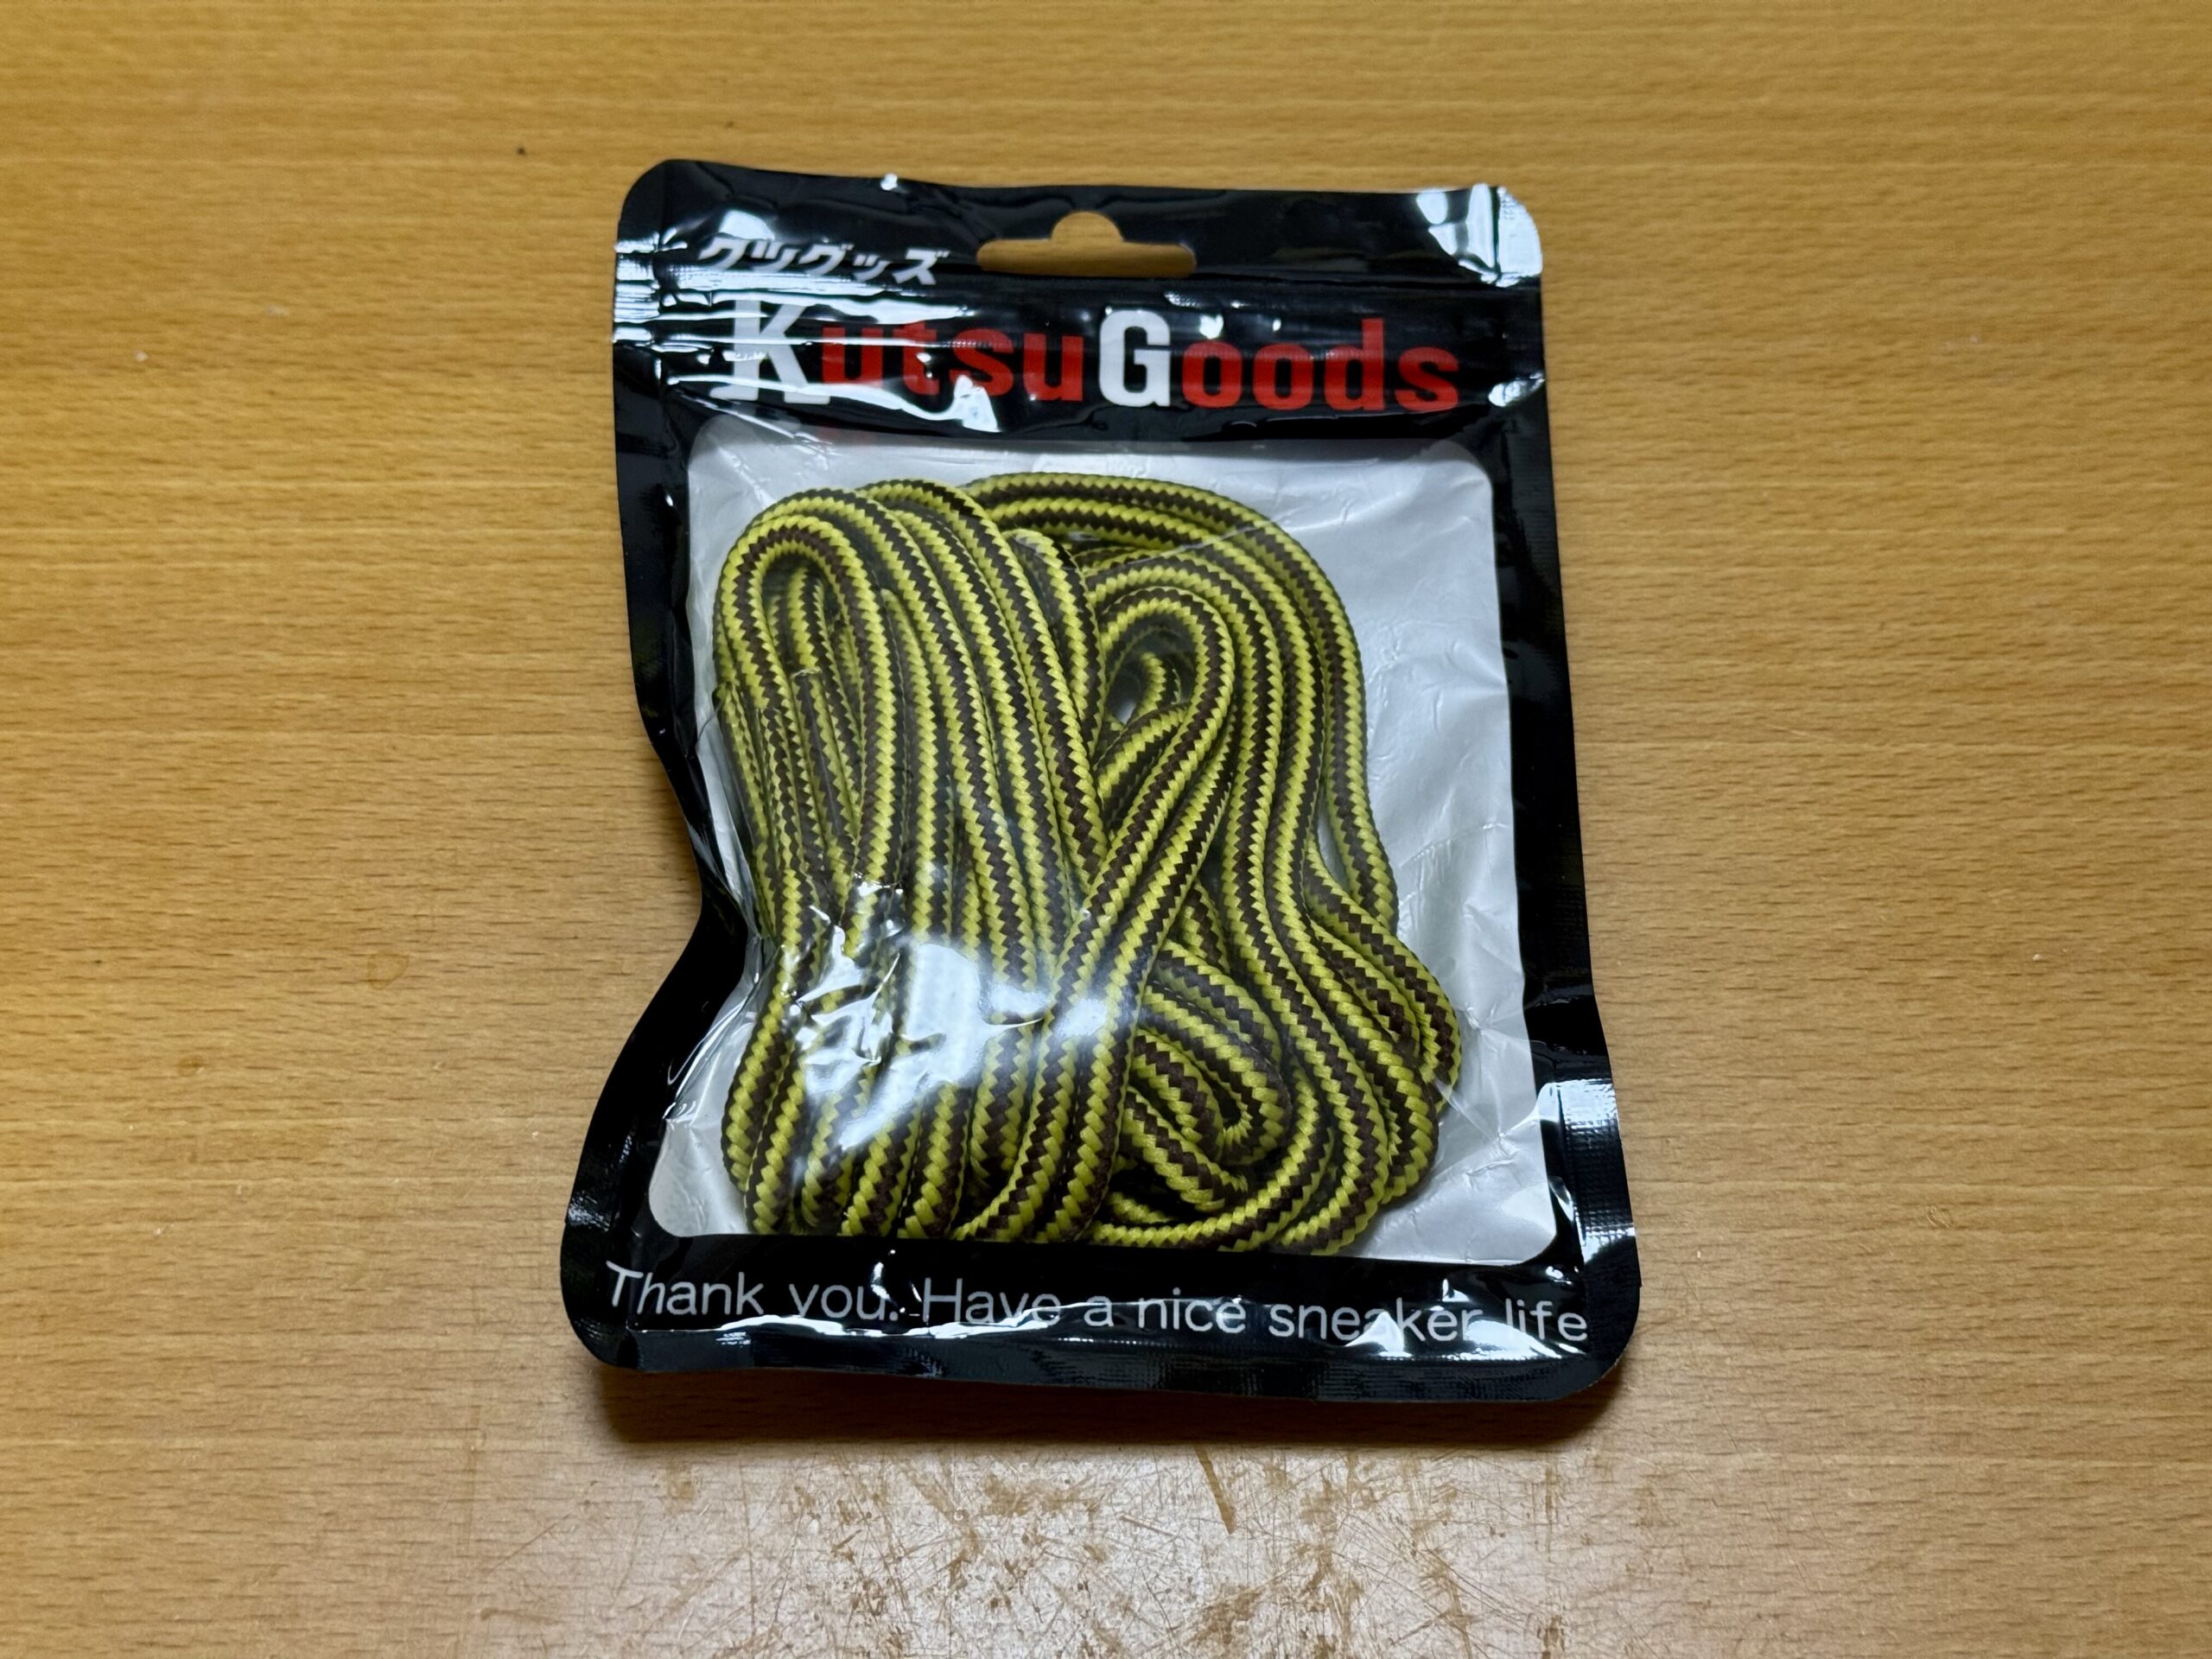 クツグッズ
KutsuGoods
Thank you. Have a nice sneaker life